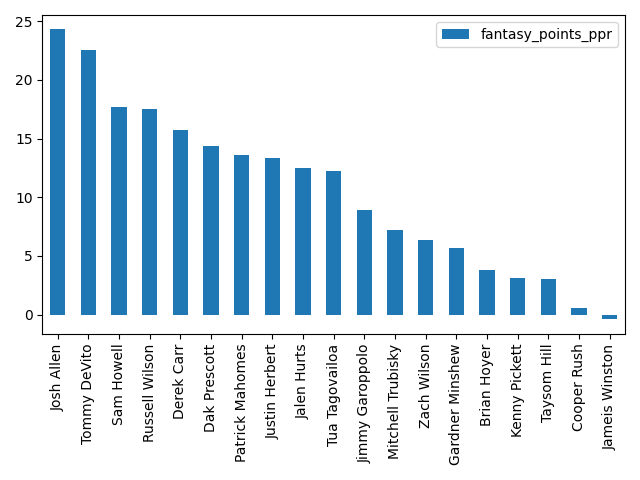 fantasy_points_ppr
25
20
15
10
5
0
Josh Allen
Tommy DeVito
Sam Howell
Russell Wilson
Derek Carr
Dak Prescott
Patrick Mahomes
Justin Herbert
Jalen Hurts
Tua Tagovailoa
Jimmy Garoppolo
Mitchell Trubisky
Zach Wilson
Gardner Minshew
Brian Hoyer
Kenny Pickett
Taysom Hill
Cooper Rush
Jameis Winston